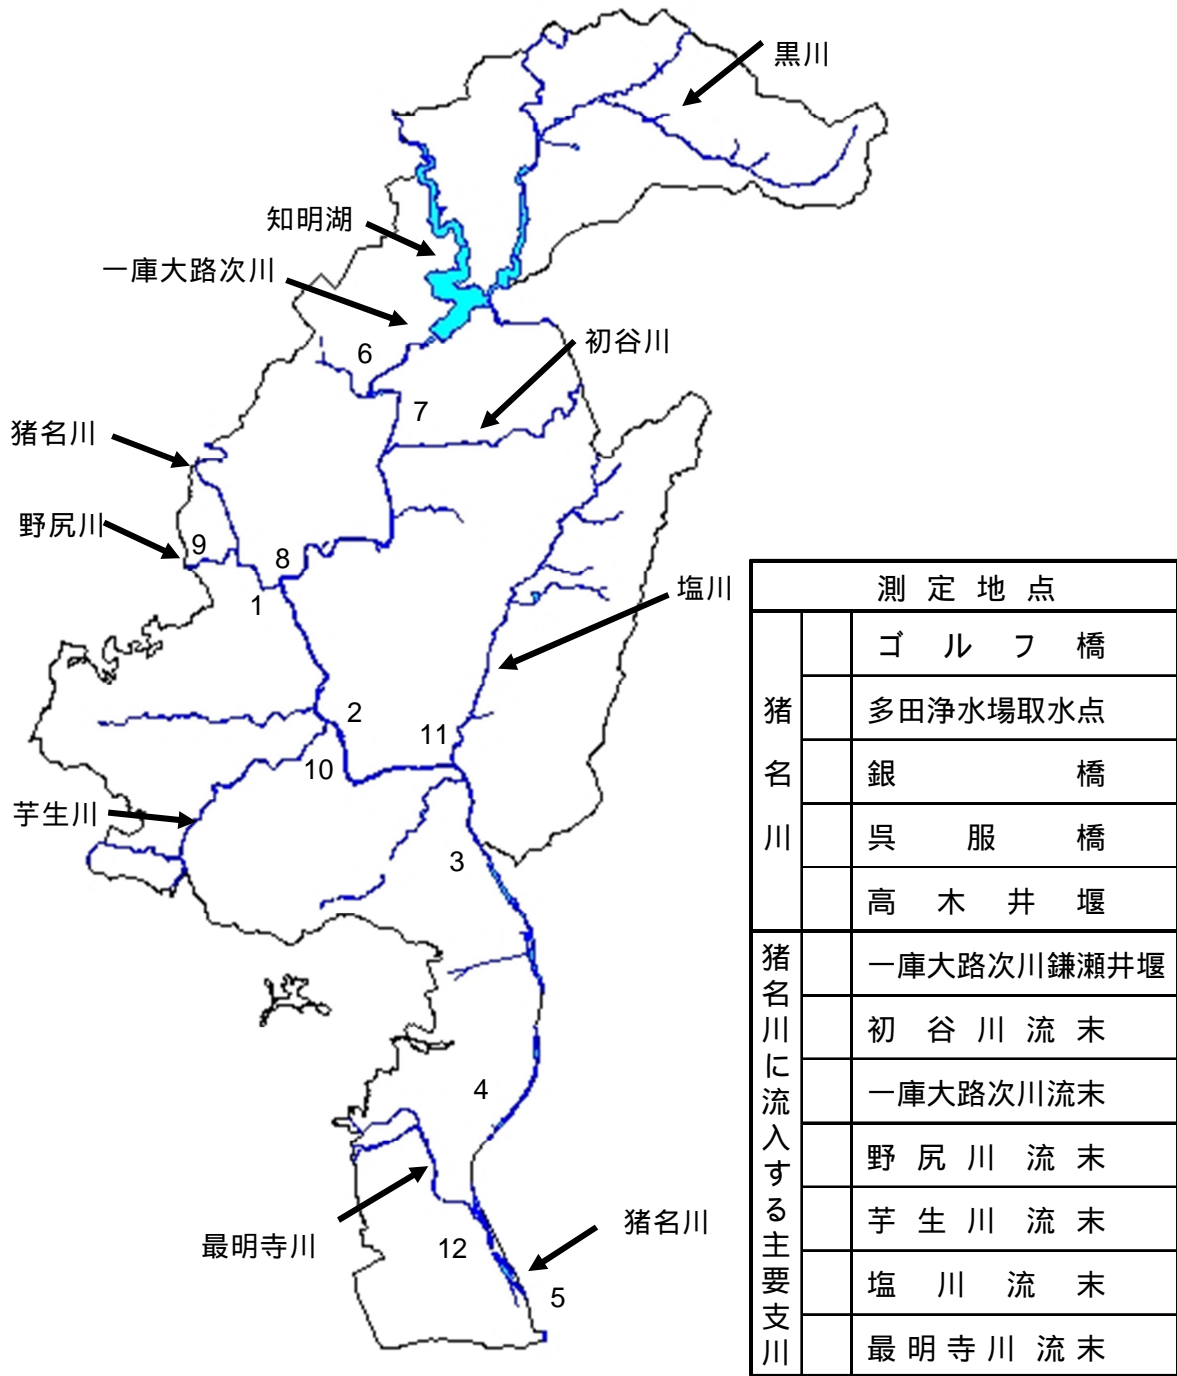 黒川
知明湖
一庫大路次川
初谷川
6
7
猪名川
野尻川
9
8
1
塩川
2
11
10
芋生川
3
4
最明寺川
猪名川
12
5
測定地点
猪名川
ゴルフ橋
多田浄水場取水点
銀橋
呉服橋
高木井堰
猪名川に流入する主要支川
一庫大路次川鎌瀬井堰
初谷川流末
一庫大路次川流末
野尻川流末
芋生川流末
塩川流末
最明寺川流末